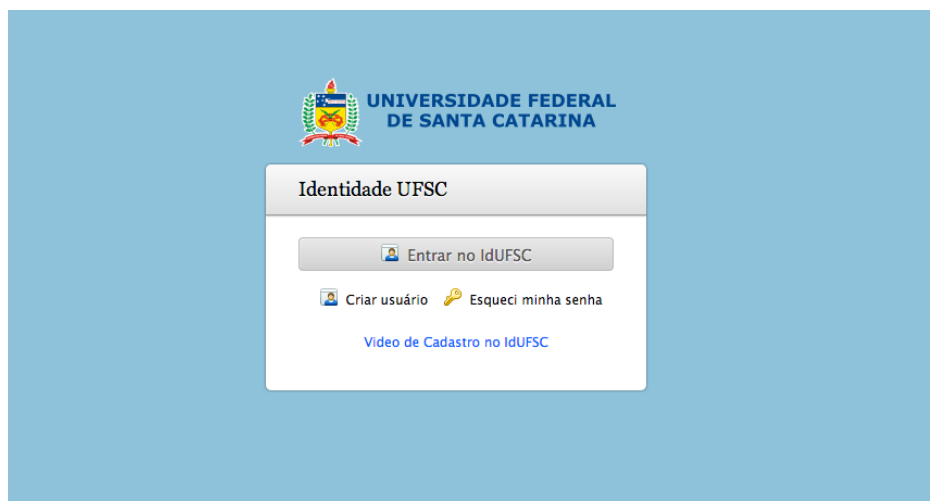 UNIVERSIDADE FEDERAL
DE SANTA CATARINA
Identidade UFSC
Entrar no IdUFSC
Criar usuário Esqueci minha senha
Video de Cadastro no IdUFSC